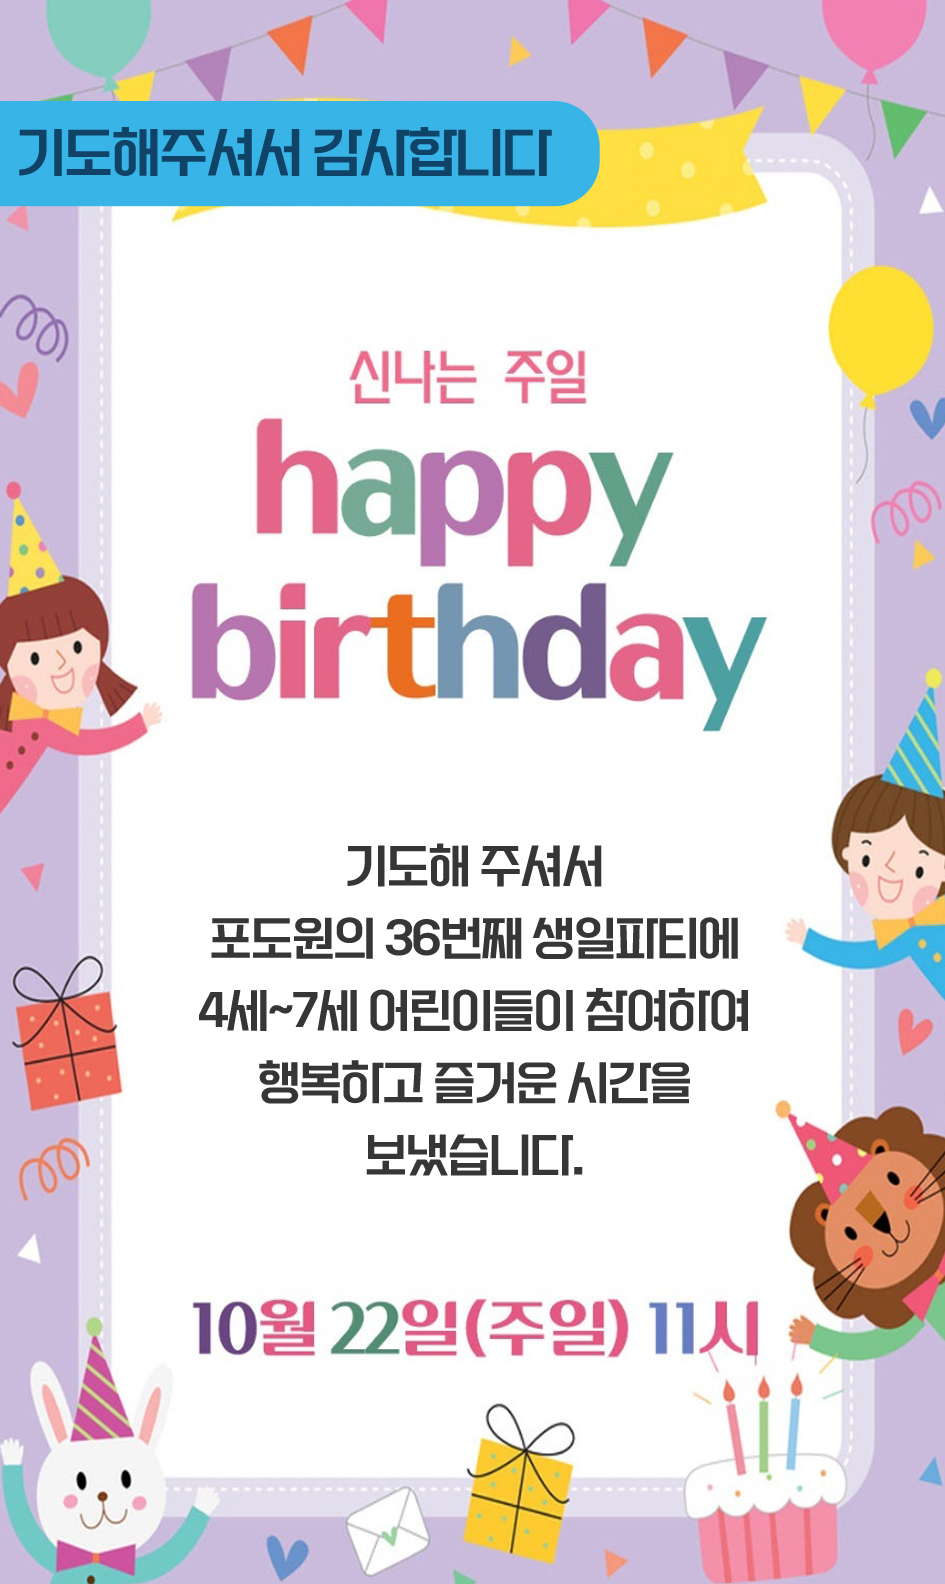 기도해주셔서 감사합니다
신나는 주일
happy
birthday
기도해 주셔서
포도원의 36번째 생일파티에
4세~7세 어린이들이 참여하여
행복하고 즐거운 시간을
보냈습니다.
10월 22일(주일) 11시